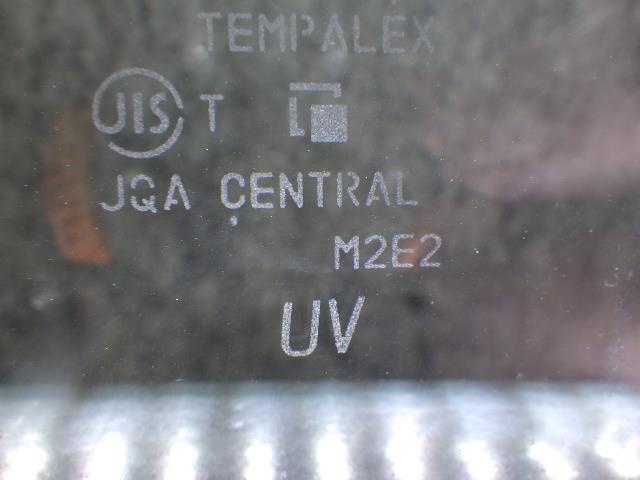 TEMPALEX
JIS T
JQA CENTRAL
M2E2
UV